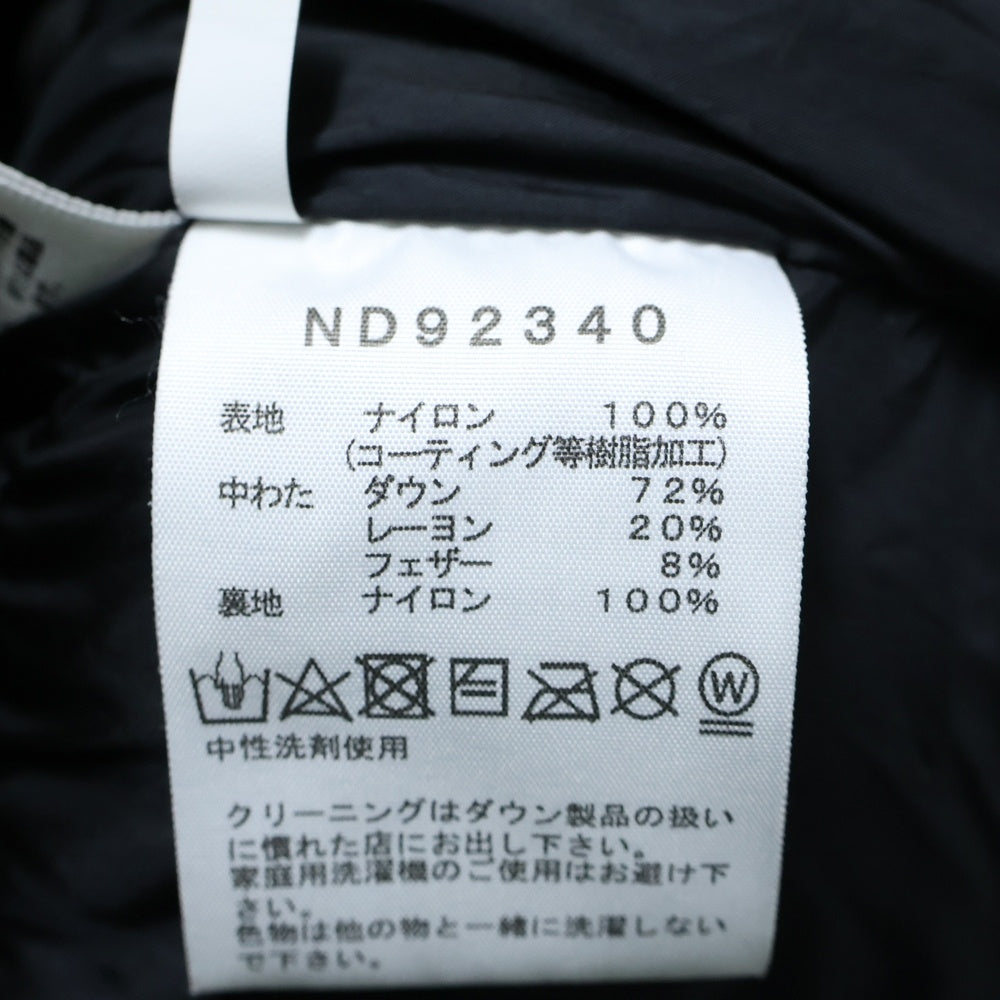 ND92340
表地 ナイロン 100%
(コーティング等樹脂加工)
中わた ダウン 72%
レーヨン 20%
フェザー 8%
裏地 ナイロン 100%
W
中性洗剤使用
クリーニングはダウン製品の扱い
に慣れた店にお出し下さい。
家庭用洗濯機のご使用はお避け下
さい。
色物は他の物と一緒に洗濯しない
で下さい。